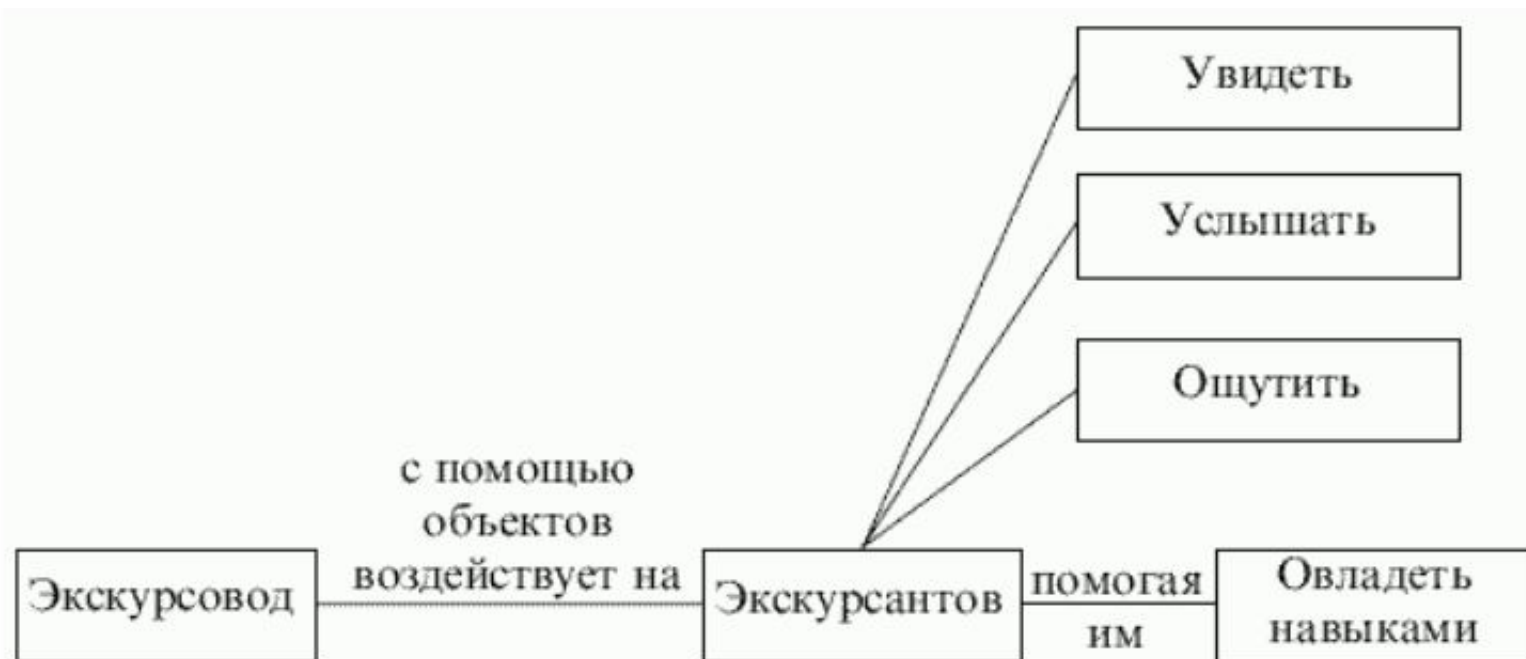 Увидеть
Услышать
Ощутить
с помощью
объектов
воздействует на
Экскурсовод
Экскурсантов
помогая
им
Овладеть
навыками